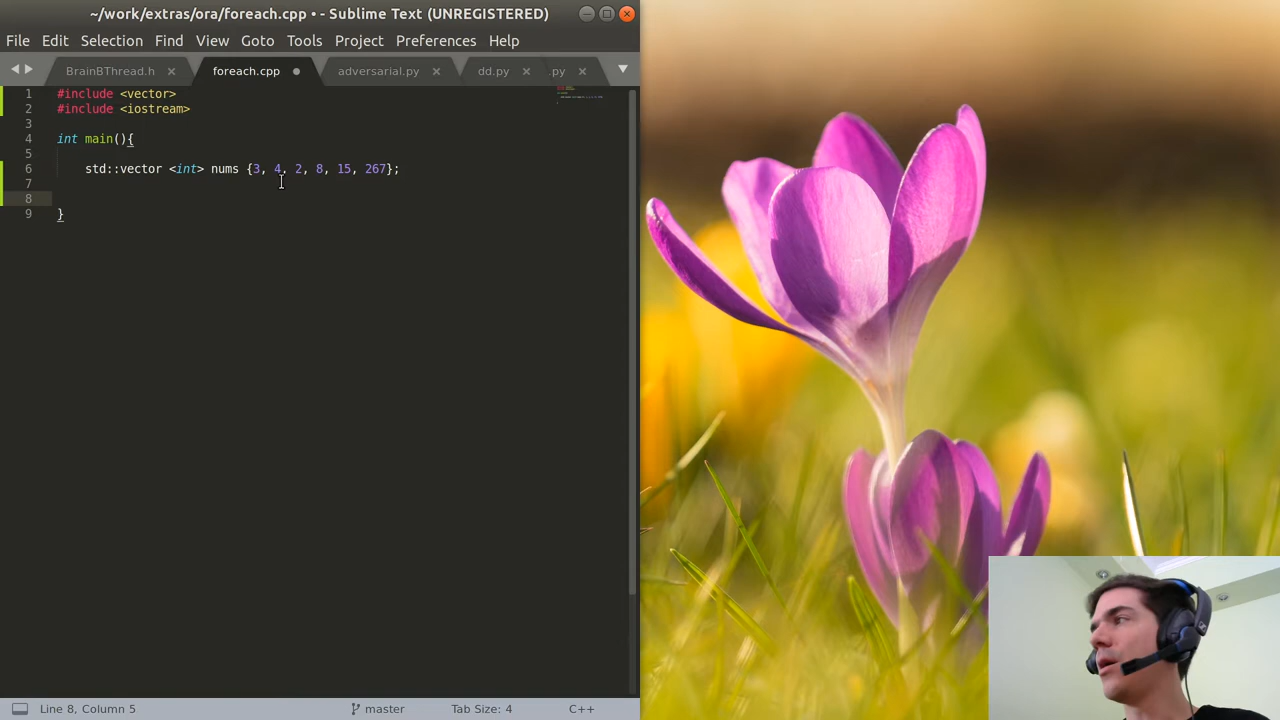 ~/work/extras/ora/foreach.cpp • - Sublime Text (UNREGISTERED)
File Edit Selection Find View Goto Tools Project Preferences Help
BrainBThread.h foreach.cpp adversarial.py dd.py .py
1 #include <vector>
2 #include <iostream>
3
4 int main(){
5
6 std::vector <int> nums {3, 4, 2, 8, 15, 267};
7
8
9 }
Line 8, Column 5 master Tab Size: 4 C++